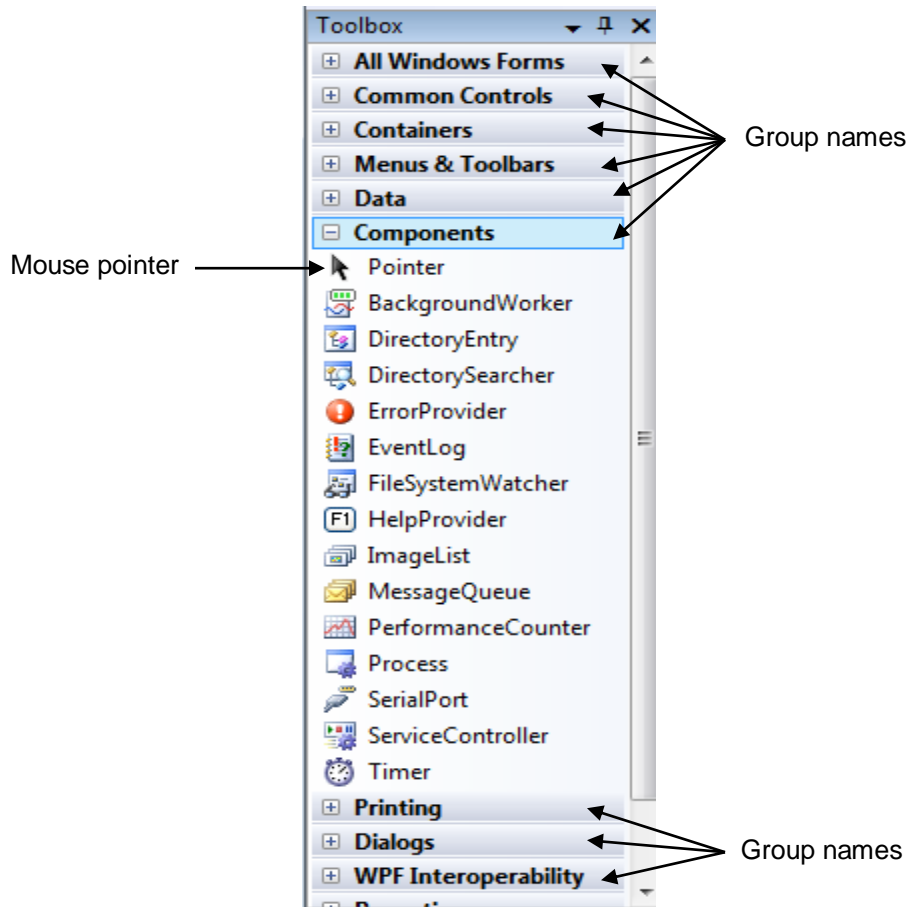 Toolbox
All Windows Forms
Common Controls
Group names
Containers
Menus & Toolbars
Data
Components
Mouse pointer
Pointer
BackgroundWorker
DirectoryEntry
DirectorySearcher
ErrorProvider
EventLog
FileSystemWatcher
F1 HelpProvider
ImageList
MessageQueue
PerformanceCounter
Process
SerialPort
ServiceController
Timer
Printing
Dialogs
Group names
WPF Interoperability